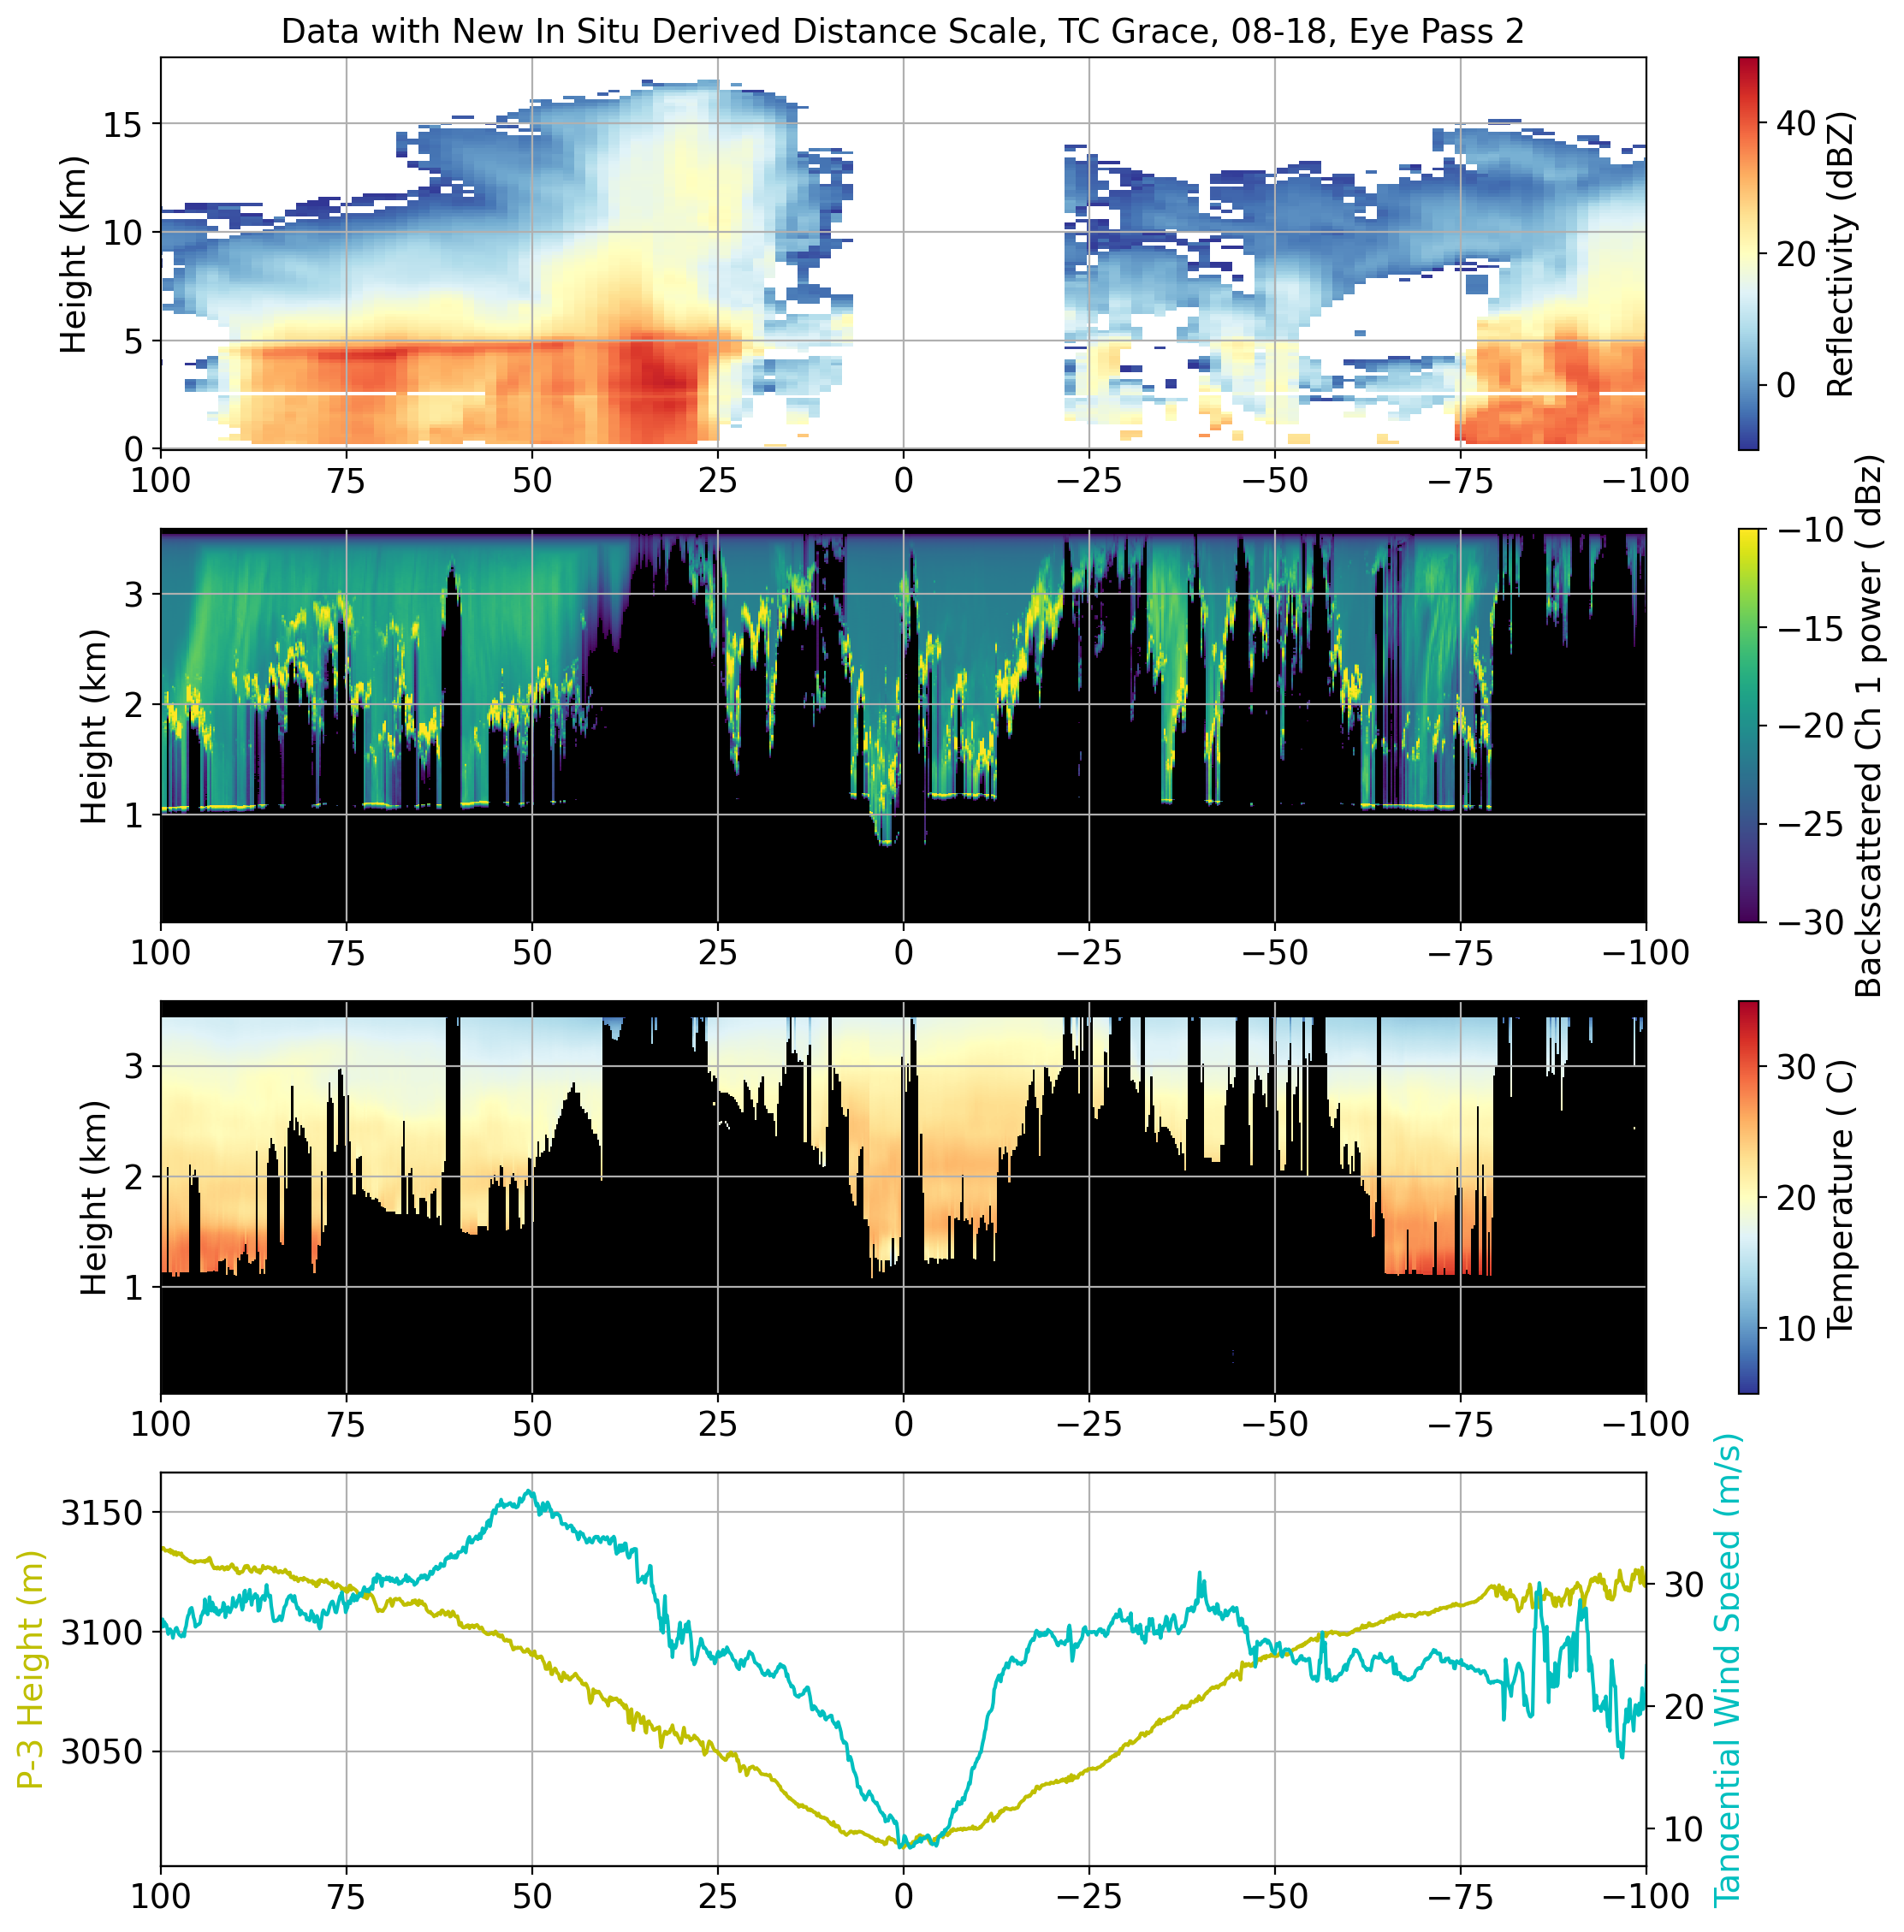 Data with New In Situ Derived Distance Scale, TC Grace, 08-18, Eye Pass 2
Height (Km)
15
10
5
0
100 75 50 25 0 −25 −50 −75 −100
40
20
0
Reflectivity (dBZ)
Height (km)
3
2
1
100 75 50 25 0 −25 −50 −75 −100
−10
−15
−20
−25
−30
Backscattered Ch 1 power ( dBz)
Height (km)
3
2
1
100 75 50 25 0 −25 −50 −75 −100
30
20
10
Temperature ( C)
P-3 Height (m)
3150
3100
3050
100 75 50 25 0 −25 −50 −75 −100
30
20
10
Tangential Wind Speed (m/s)